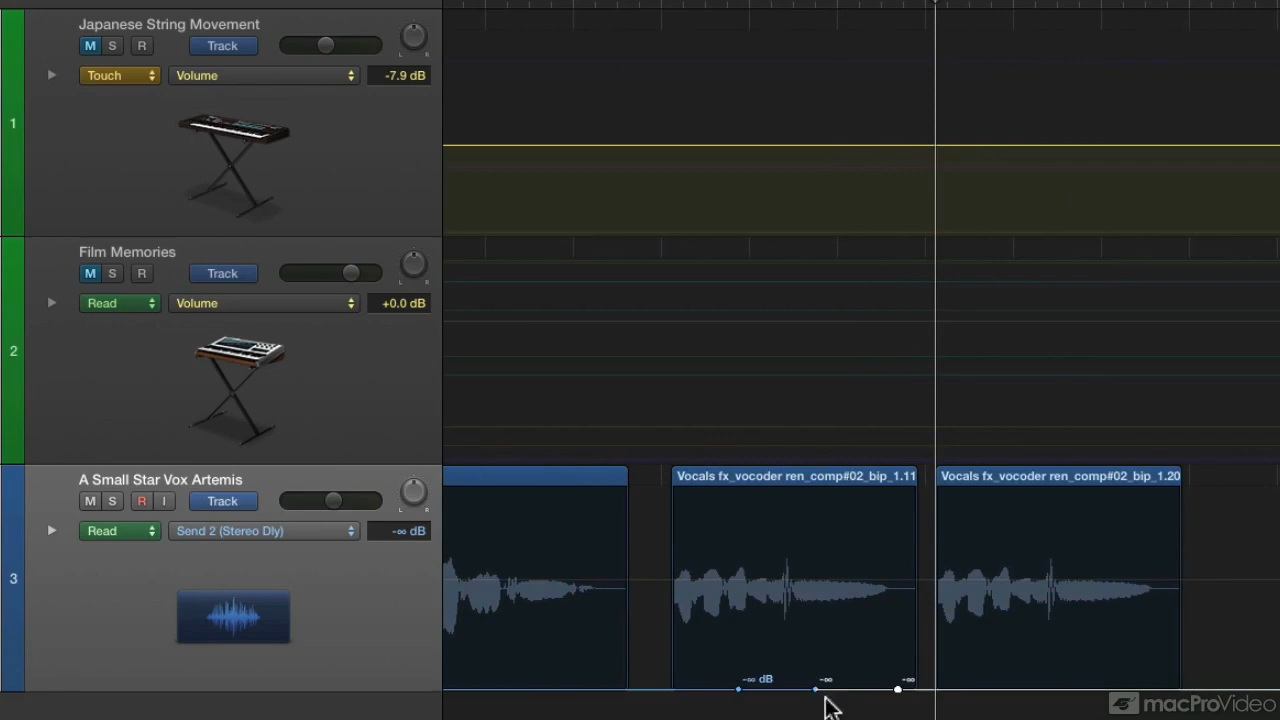 Japanese String Movement
M S R Track
L R
Touch Volume -7.9 dB
1
Film Memories
M S R Track
L R
Read Volume +0.0 dB
2
A Small Star Vox Artemis
M S R I Track
L R
Read Send 2 (Stereo Dly) -∞ dB
3
Vocals fx_vocoder ren_comp#02_bip_1.11
Vocals fx_vocoder ren_comp#02_bip_1.20
-∞ dB -∞ -∞
macProVideo